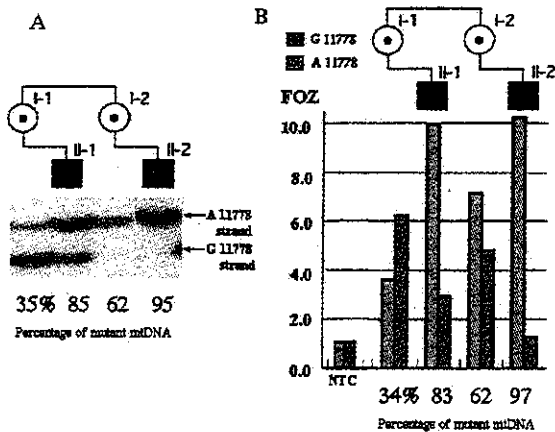 A
I-1
I-2
II-1
II-2
A 11778
strand
G 11778
strand
35% 85 62 95
Percentage of mutant mtDNA
B
G 11778
A 11778
I-1
I-2
II-1
II-2
FOZ
10.0
8.0
6.0
4.0
2.0
0.0
NTC
34% 83 62 97
Percentage of mutant mtDNA